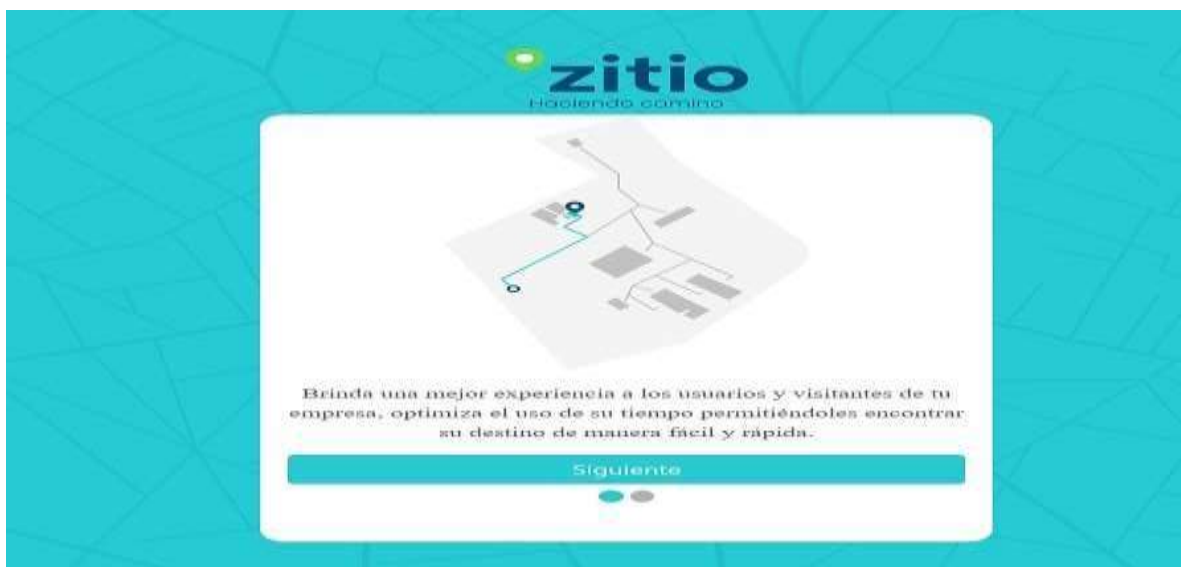 zitio
Haciendo camino
Brinda una mejor experiencia a los usuarios y visitantes de tu
empresa, optimiza el uso de su tiempo permitiéndoles encontrar
su destino de manera fácil y rápida.
Siguiente